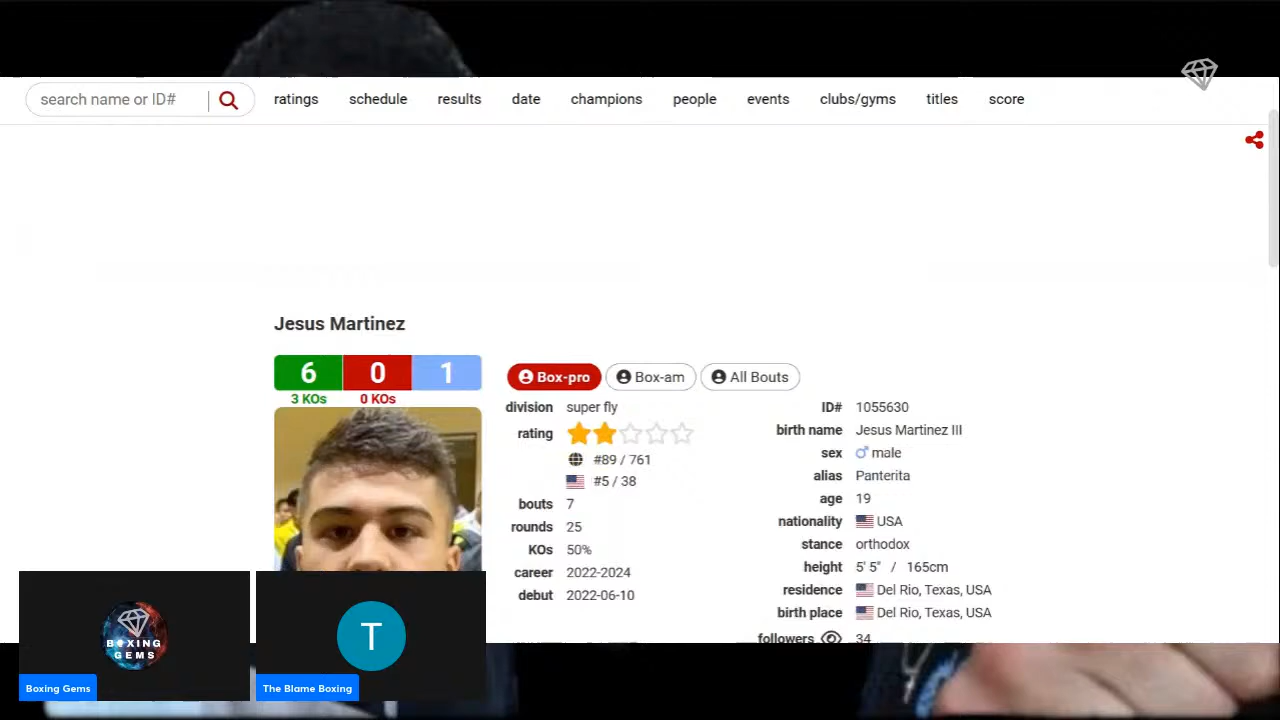 search name or ID#
ratings
schedule
results
date
champions
people
events
clubs/gyms
titles
score
Jesus Martinez
6 0 1
3 KOs 0 KOs
Box-pro Box-am All Bouts
division super fly
rating
#89 / 761
#5 / 38
bouts 7
rounds 25
KOs 50%
career 2022-2024
debut 2022-06-10
ID# 1055630
birth name Jesus Martinez III
sex ♂ male
alias Panterita
age 19
nationality USA
stance orthodox
height 5' 5" / 165cm
residence Del Rio, Texas, USA
birth place Del Rio, Texas, USA
followers 34
BOXING
GEMS
Boxing Gems
T
The Blame Boxing